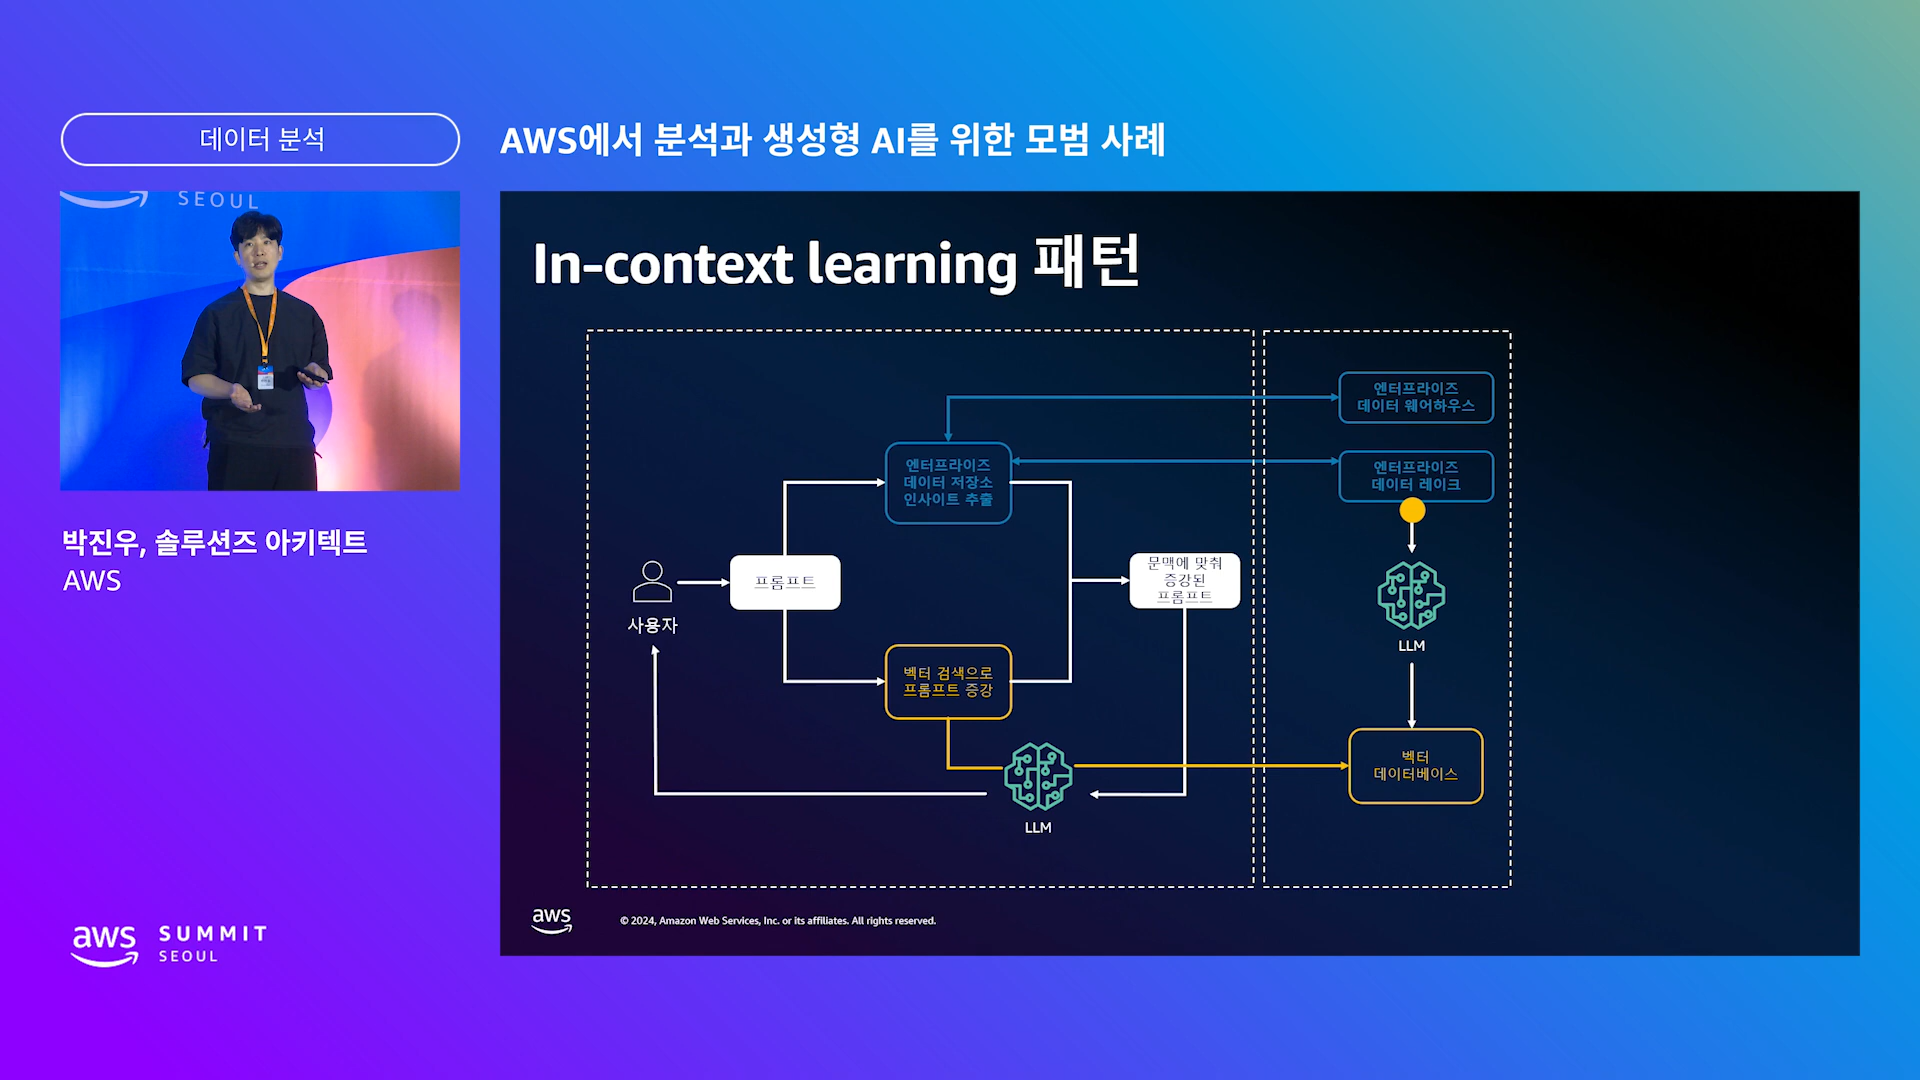 데이터 분석
AWS에서 분석과 생성형 AI를 위한 모범 사례
SEOUL
박진우, 솔루션즈 아키텍트
AWS
aws SUMMIT
SEOUL
In-context learning 패턴
엔터프라이즈
데이터 웨어하우스
엔터프라이즈
데이터 저장소
인사이트 추출
엔터프라이즈
데이터 레이크
사용자
프롬프트
문맥에 맞춰
증강된
프롬프트
LLM
벡터 검색으로
프롬프트 증강
LLM
벡터
데이터베이스
aws
© 2024, Amazon Web Services, Inc. or its affiliates. All rights reserved.